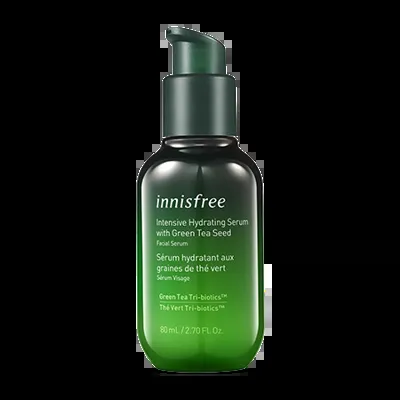 innisfree
Intensive Hydrating Serum
with Green Tea Seed
Facial Serum
Sérum hydratant aux
graines de thé vert
Sérum Visage
Green Tea Tri-biotics™
Thé Vert Tri-biotics™
80 mL / 2.70 FL Oz.